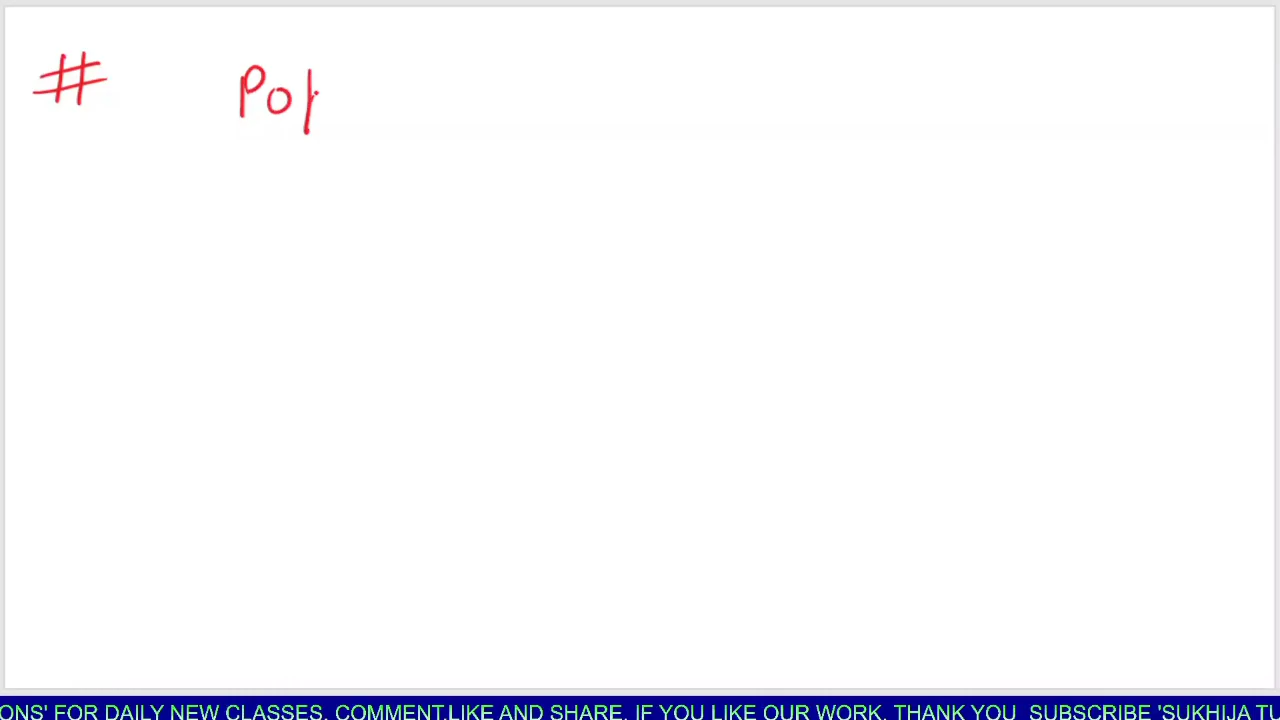 # Pop
ONS' FOR DAILY NEW CLASSES. COMMENT,LIKE AND SHARE, IF YOU LIKE OUR WORK. THANK YOU SUBSCRIBE 'SUKHIJA TU